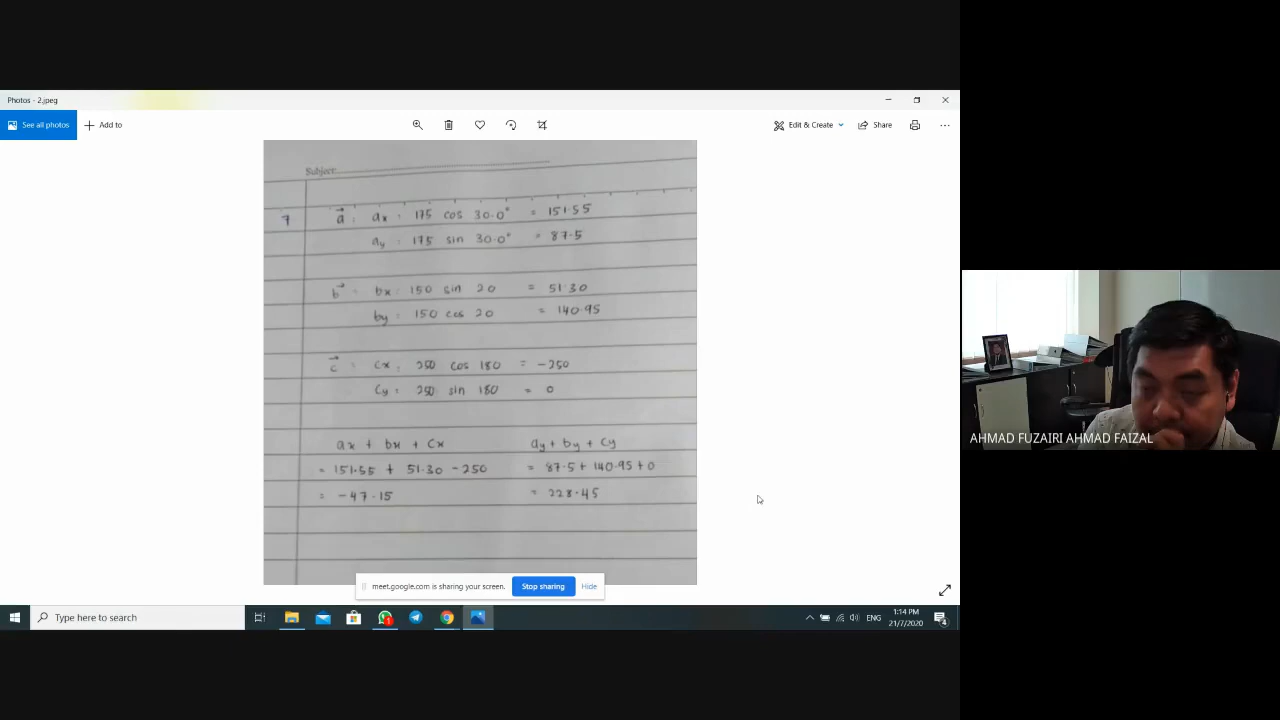 Photos - 2.jpeg
See all photos
Add to
Edit & Create
Share
Subject:
7
a⃗ : ax : 175 cos 30.0° = 151.55
ay : 175 sin 30.0° = 87.5
b⃗ : bx : 150 sin 20 = 51.30
by : 150 cos 20 = 140.95
c⃗ : cx : 250 cos 180 = -250
cy : 250 sin 180 = 0
ax + bx + cx
= 151.55 + 51.30 - 250
= -47.15
ay + by + cy
= 87.5 + 140.95 + 0
= 228.45
meet.google.com is sharing your screen.
Stop sharing
Hide
AHMAD FUZAIRI AHMAD FAIZAL
Type here to search
ENG
1:14 PM
21/7/2020
4